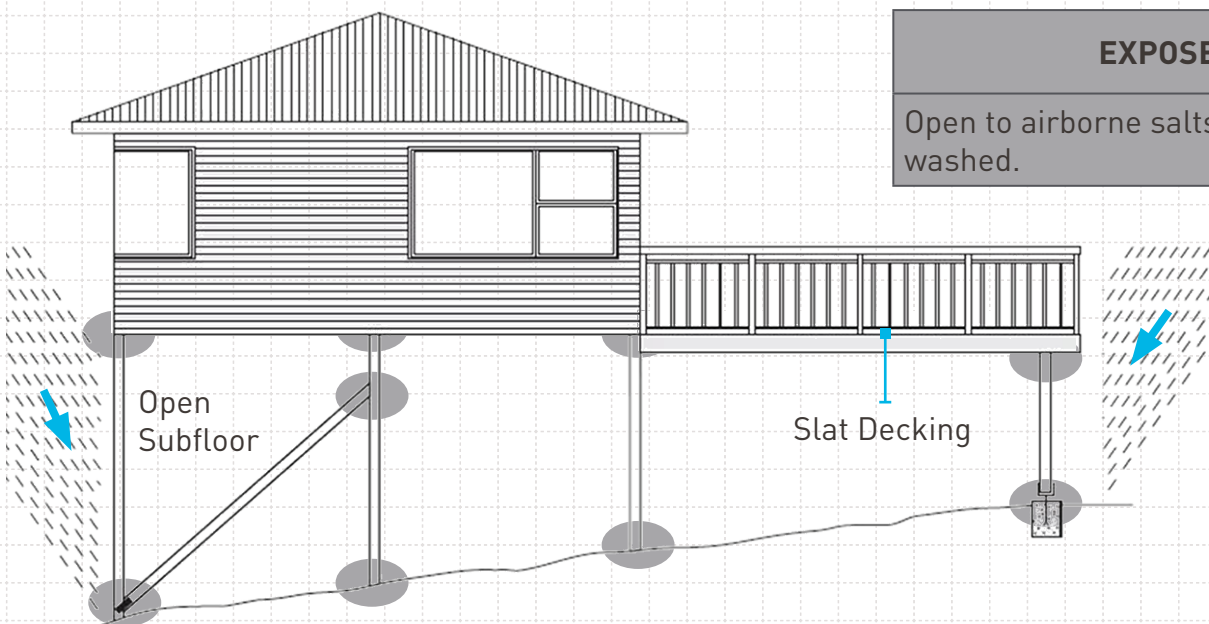 EXPOSE
Open to airborne salts
washed.
Open
Subfloor
Slat Decking